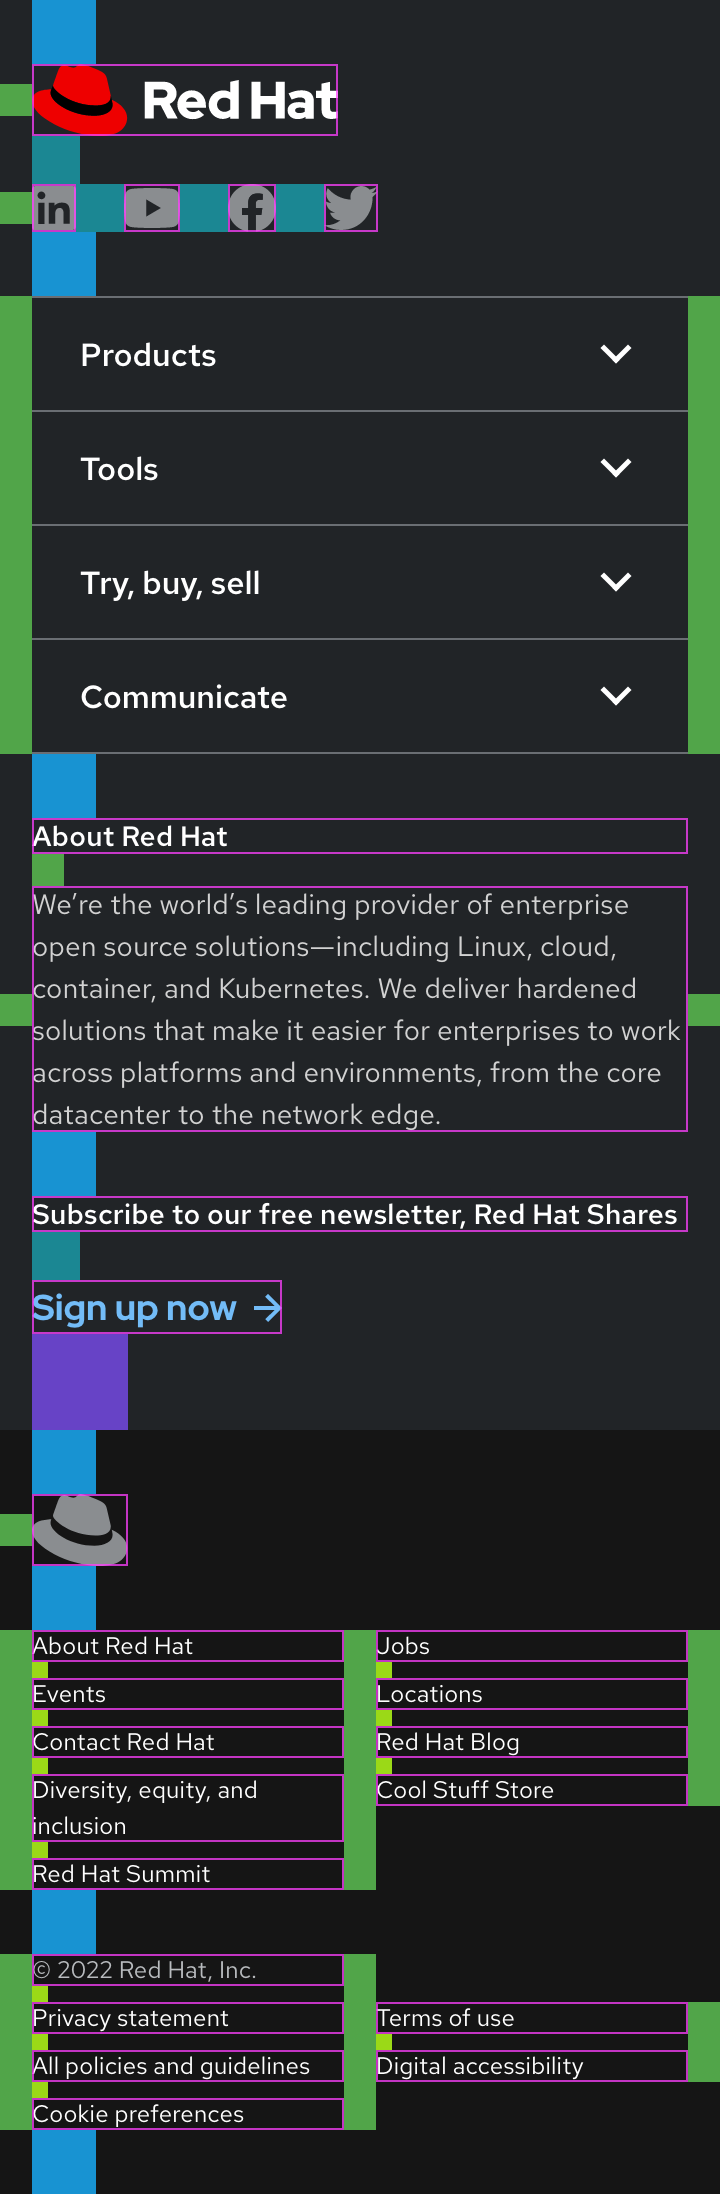 Red Hat
in
Products
Tools
Try, buy, sell
Communicate
About Red Hat
We’re the world’s leading provider of enterprise
open source solutions—including Linux, cloud,
container, and Kubernetes. We deliver hardened
solutions that make it easier for enterprises to work
across platforms and environments, from the core
datacenter to the network edge.
Subscribe to our free newsletter, Red Hat Shares
Sign up now →
About Red Hat
Events
Contact Red Hat
Diversity, equity, and
inclusion
Red Hat Summit
Jobs
Locations
Red Hat Blog
Cool Stuff Store
© 2022 Red Hat, Inc.
Privacy statement
All policies and guidelines
Cookie preferences
Terms of use
Digital accessibility